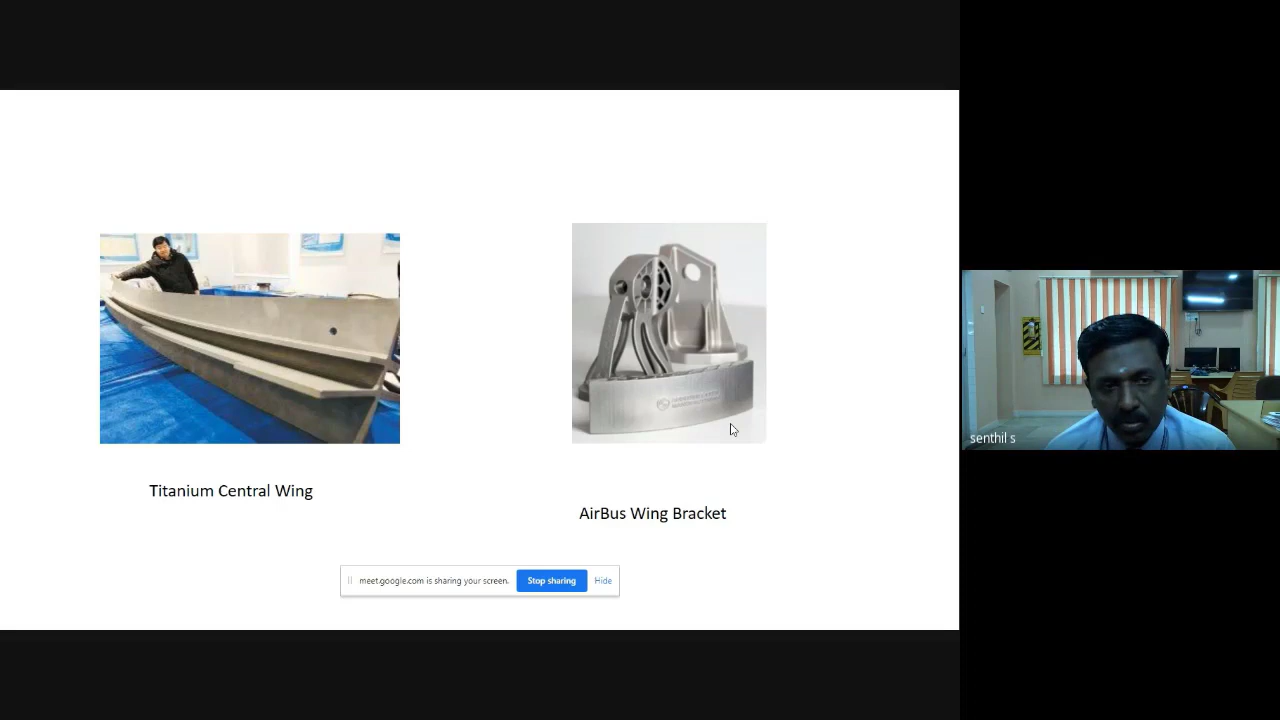 Titanium Central Wing
AirBus Wing Bracket
meet.google.com is sharing your screen.
Stop sharing
Hide
senthil s